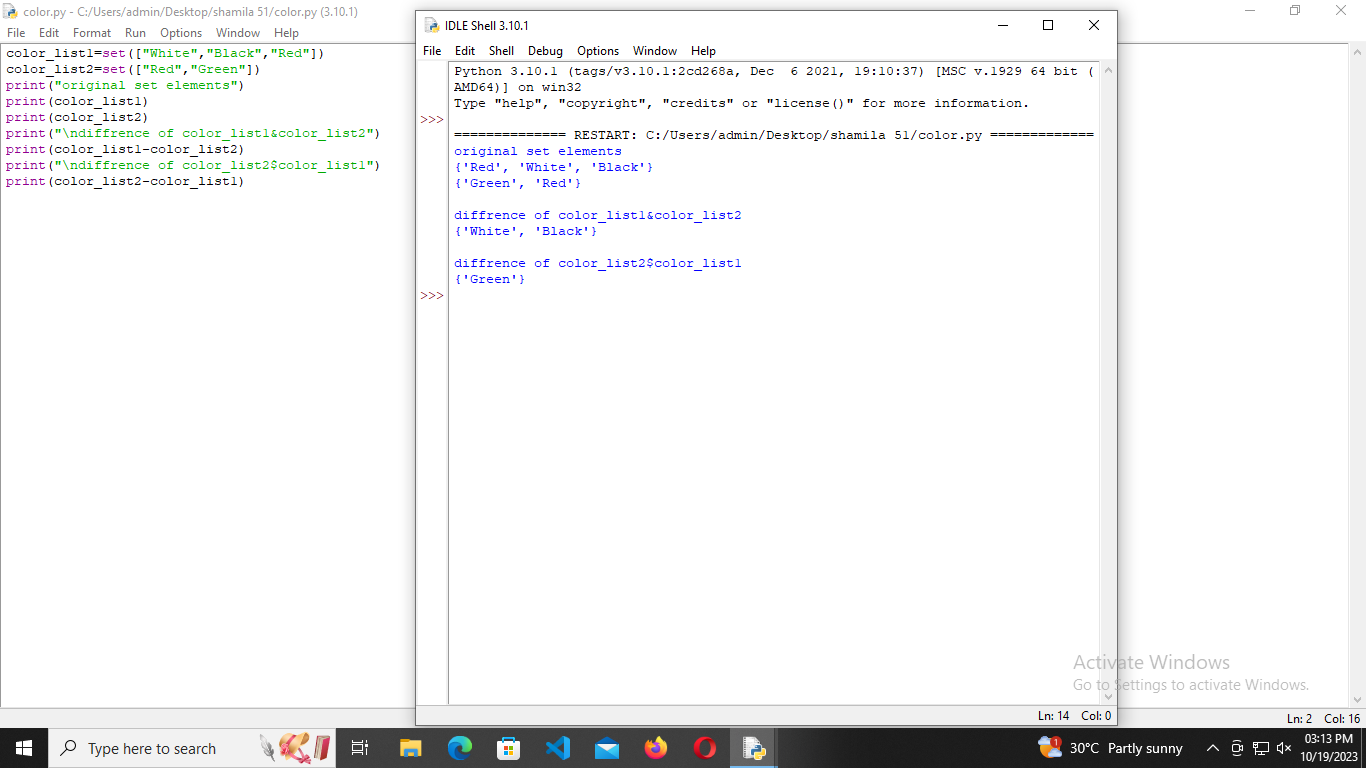 color.py - C:/Users/admin/Desktop/shamila 51/color.py (3.10.1)
File Edit Format Run Options Window Help
color_list1=set(["White","Black","Red"])
color_list2=set(["Red","Green"])
print("original set elements")
print(color_list1)
print(color_list2)
print("\ndiffrence of color_list1&color_list2")
print(color_list1-color_list2)
print("\ndiffrence of color_list2$color_list1")
print(color_list2-color_list1)
IDLE Shell 3.10.1
File Edit Shell Debug Options Window Help
Python 3.10.1 (tags/v3.10.1:2cd268a, Dec  6 2021, 19:10:37) [MSC v.1929 64 bit (
AMD64)] on win32
Type "help", "copyright", "credits" or "license()" for more information.
>>>
============== RESTART: C:/Users/admin/Desktop/shamila 51/color.py =============
original set elements
{'Red', 'White', 'Black'}
{'Green', 'Red'}
diffrence of color_list1&color_list2
{'White', 'Black'}
diffrence of color_list2$color_list1
{'Green'}
>>>
Activate Windows
Go to Settings to activate Windows.
Ln: 14 Col: 0
Ln: 2 Col: 16
Type here to search
1
30°C Partly sunny
03:13 PM
10/19/2023